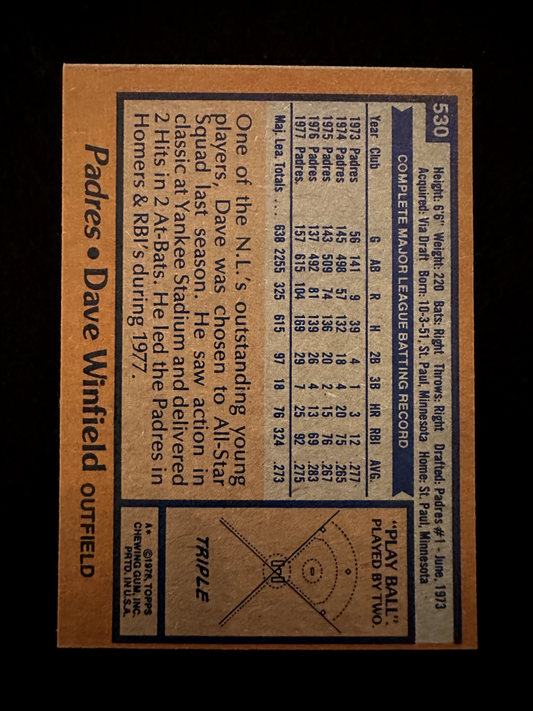 530
Height: 6'6" Weight: 220 Bats: Right Throws: Right Drafted: Padres #1 - June, 1973
Acquired: Via Draft Born: 10-3-51, St. Paul, Minnesota Home: St. Paul, Minnesota
COMPLETE MAJOR LEAGUE BATTING RECORD
Year Club G AB R H 2B 3B HR RBI AVG.
1973 Padres 56 141 9 39 4 1 3 12 .277
1974 Padres 145 498 57 132 18 4 20 75 .265
1975 Padres 143 509 74 136 20 2 15 76 .267
1976 Padres 137 492 81 139 26 4 13 69 .283
1977 Padres. 157 615 104 169 29 7 25 92 .275
Maj. Lea. Totals ... 638 2255 325 615 97 18 76 324 .273
One of the N.L.'s outstanding young
players, Dave was chosen to All-Star
Squad last season. He saw action in
classic at Yankee Stadium and delivered
2 Hits in 2 At-Bats. He led the Padres in
Homers & RBI's during 1977.
"PLAY BALL".
PLAYED BY TWO.
TRIPLE
Padres • Dave Winfield OUTFIELD
A* ©1978, TOPPS
CHEWING GUM, INC.
PRTD. IN U.S.A.